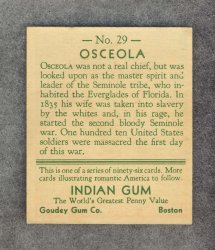 — No. 29 —
OSCEOLA
OSCEOLA was not a real chief, but was
looked upon as the master spirit and
leader of the Seminole tribe, who in-
habited the Everglades of Florida. In
1835 his wife was taken into slavery
by the whites and, in his rage, he
started the second bloody Seminole
war. One hundred ten United States
soldiers were massacred the first day
of this war.
This is one of a series of ninety-six cards. More
cards illustrating romantic America to follow.
INDIAN GUM
The World's Greatest Penny Value
Goudey Gum Co. Boston